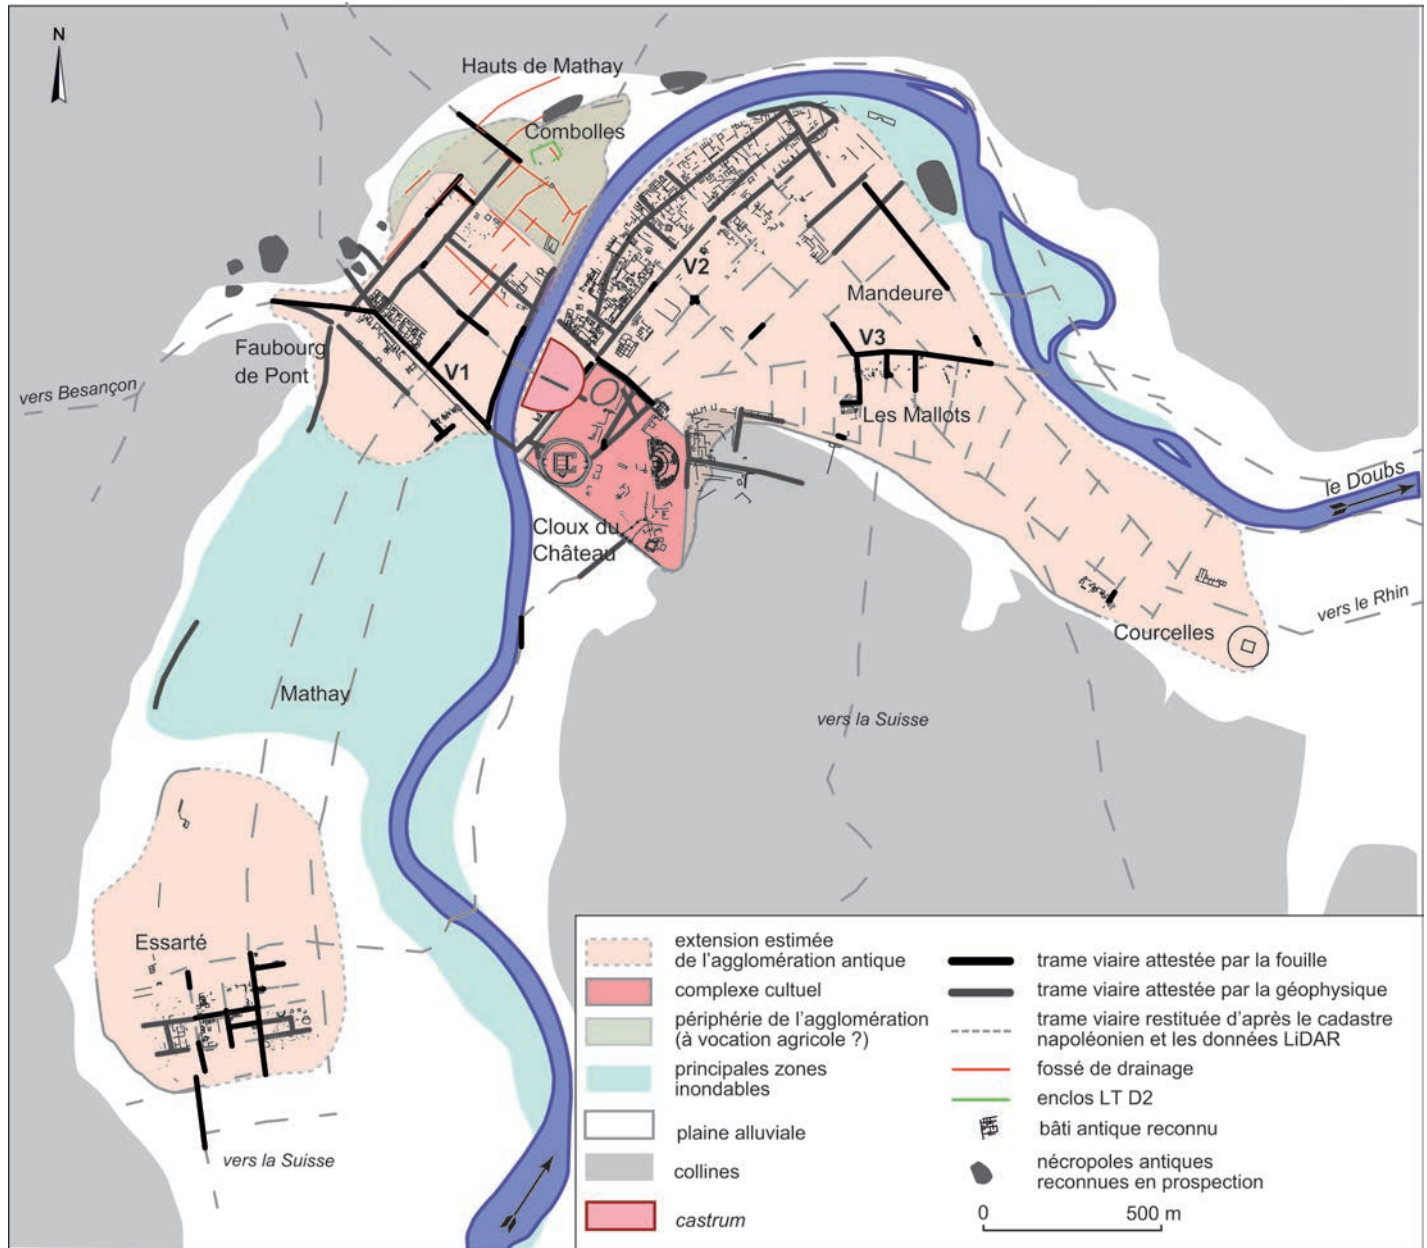 N
Hauts de Mathay
Combolles
V2
Mandeure
V3
Faubourg
de Pont
V1
vers Besançon
Les Mallots
le Doubs
Cloux du
Château
vers le Rhin
Courcelles
Mathay
vers la Suisse
Essarté
vers la Suisse
extension estimée
de l'agglomération antique
complexe cultuel
périphérie de l'agglomération
(à vocation agricole ?)
principales zones
inondables
plaine alluviale
collines
castrum
trame viaire attestée par la fouille
trame viaire attestée par la géophysique
trame viaire restituée d'après le cadastre
napoléonien et les données LiDAR
fossé de drainage
enclos LT D2
bâti antique reconnu
nécropoles antiques
reconnues en prospection
0 500 m